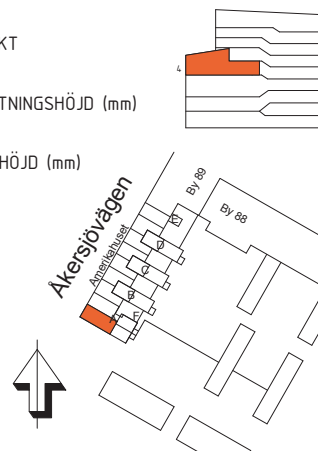 KT
TNINGSHÖJD (mm)
HÖJD (mm)
4
Åkersjövägen
Amerikahuset
By 89
By 88
E
D
C
B
A
F